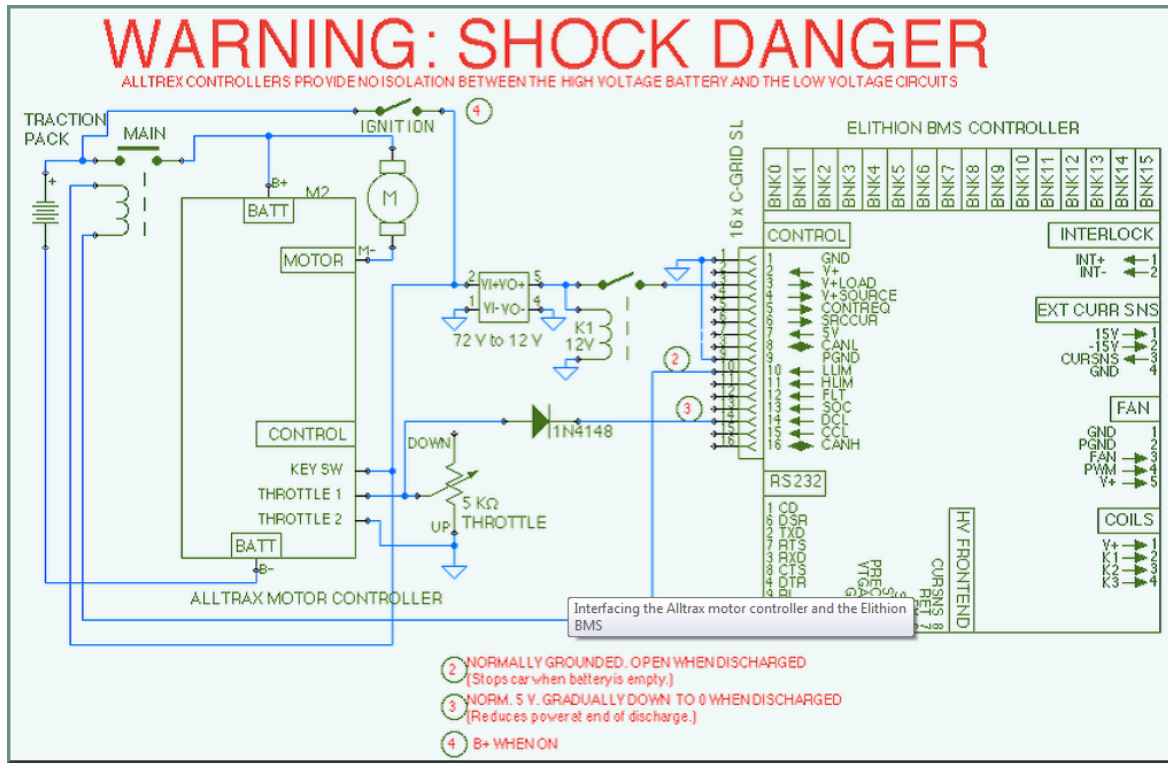 WARNING: SHOCK DANGER
ALLTREX CONTROLLERS PROVIDE NO ISOLATION BETWEEN THE HIGH VOLTAGE BATTERY AND THE LOW VOLTAGE CIRCUITS
TRACTION
PACK
MAIN
IGNITION
4
ELITHION BMS CONTROLLER
16 x C-GRID SL
BNK0
BNK1
BNK2
BNK3
BNK4
BNK5
BNK6
BNK7
BNK8
BNK9
BNK10
BNK11
BNK12
BNK13
BNK14
BNK15
+
B+
M2
BATT
M
M-
MOTOR
CONTROL
1 GND
2 V+
3 V+LOAD
4 V+SOURCE
5 CONTREQ
6 SRCCUR
7 5V
8 CANL
9 PGND
10 LLIM
11 HLIM
12 FLT
13 SOC
14 DCL
15 CCL
16 CANH
INTERLOCK
INT+ 1
INT- 2
EXT CURR SNS
15V 1
-15V 2
CURSNS 3
GND 4
FAN
GND 1
PGND 2
FAN 3
PWM 4
V+ 5
COILS
V+ 1
K1 2
K2 3
K3 4
2 VI+VO+ 5
1 VI-VO- 4
72 V to 12 V
K1
12V
2
3
1N4148
CONTROL
KEY SW
THROTTLE 1
THROTTLE 2
DOWN
5 KΩ
UP THROTTLE
BATT
B-
ALLTRAX MOTOR CONTROLLER
RS232
1 CD
6 DSR
2 TXD
7 RTS
3 RXD
8 CTS
4 DTR
HV FRONTEND
CURSNS 8
RET 7
Interfacing the Alltrax motor controller and the Elithion
BMS
2 NORMALLY GROUNDED. OPEN WHEN DISCHARGED
(Stops car when battery is empty.)
3 NORM. 5 V. GRADUALLY DOWN TO 0 WHEN DISCHARGED
(Reduces power at end of discharge.)
4 B+ WHEN ON